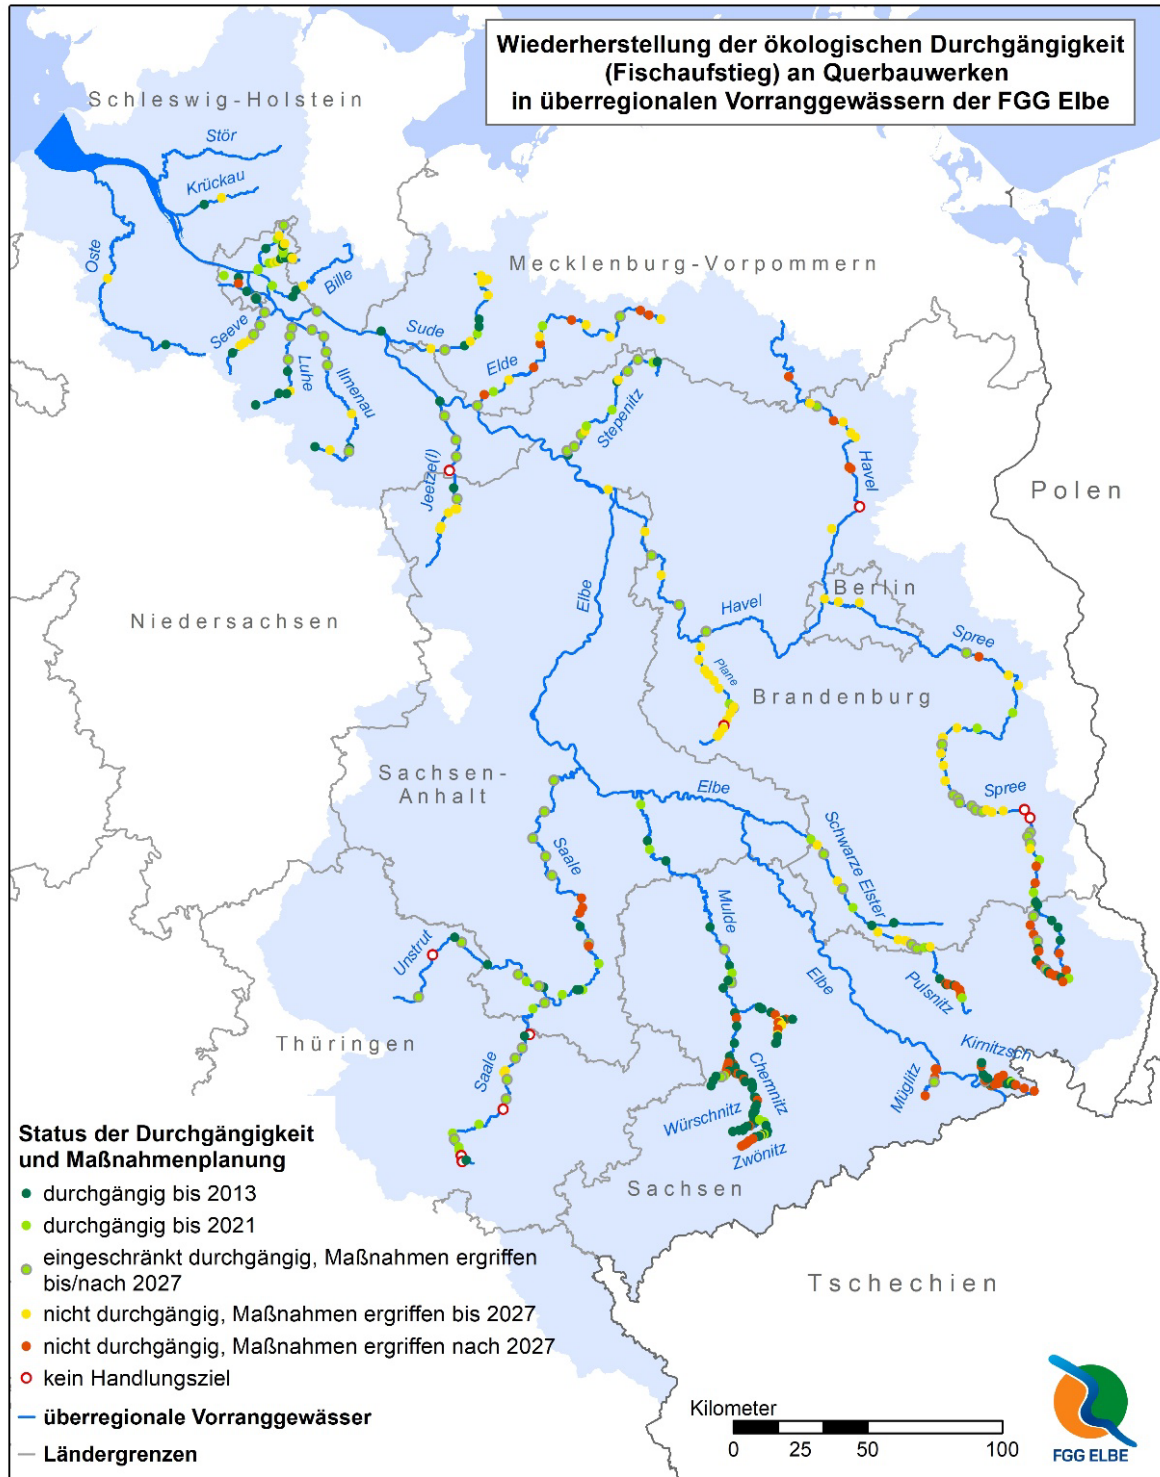 Wiederherstellung der ökologischen Durchgängigkeit
(Fischaufstieg) an Querbauwerken
in überregionalen Vorranggewässern der FGG Elbe
Schleswig-Holstein
Stör
Krückau
Oste
Bille
Mecklenburg-Vorpommern
Seeve
Sude
Luhe
Ilmenau
Elde
Stepenitz
Havel
Jeetze(l)
Polen
Elbe
Berlin
Niedersachsen
Havel
Spree
Plane
Brandenburg
Sachsen-
Anhalt
Elbe
Spree
Saale
Schwarze Elster
Mulde
Unstrut
Elbe
Pulsnitz
Thüringen
Saale
Kirnitzsch
Chemnitz
Müglitz
Würschnitz
Zwönitz
Sachsen
Tschechien
Status der Durchgängigkeit
und Maßnahmenplanung
durchgängig bis 2013
durchgängig bis 2021
eingeschränkt durchgängig, Maßnahmen ergriffen
bis/nach 2027
nicht durchgängig, Maßnahmen ergriffen bis 2027
nicht durchgängig, Maßnahmen ergriffen nach 2027
kein Handlungsziel
überregionale Vorranggewässer
Ländergrenzen
Kilometer
0 25 50 100
FGG ELBE